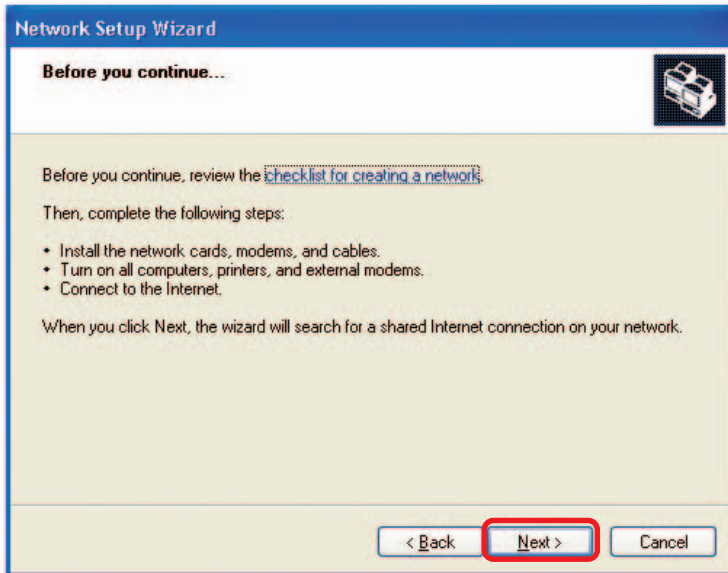 Network Setup Wizard
Before you continue...
Before you continue, review the checklist for creating a network.
Then, complete the following steps:
• Install the network cards, modems, and cables.
• Turn on all computers, printers, and external modems.
• Connect to the Internet.
When you click Next, the wizard will search for a shared Internet connection on your network.
< Back Next > Cancel